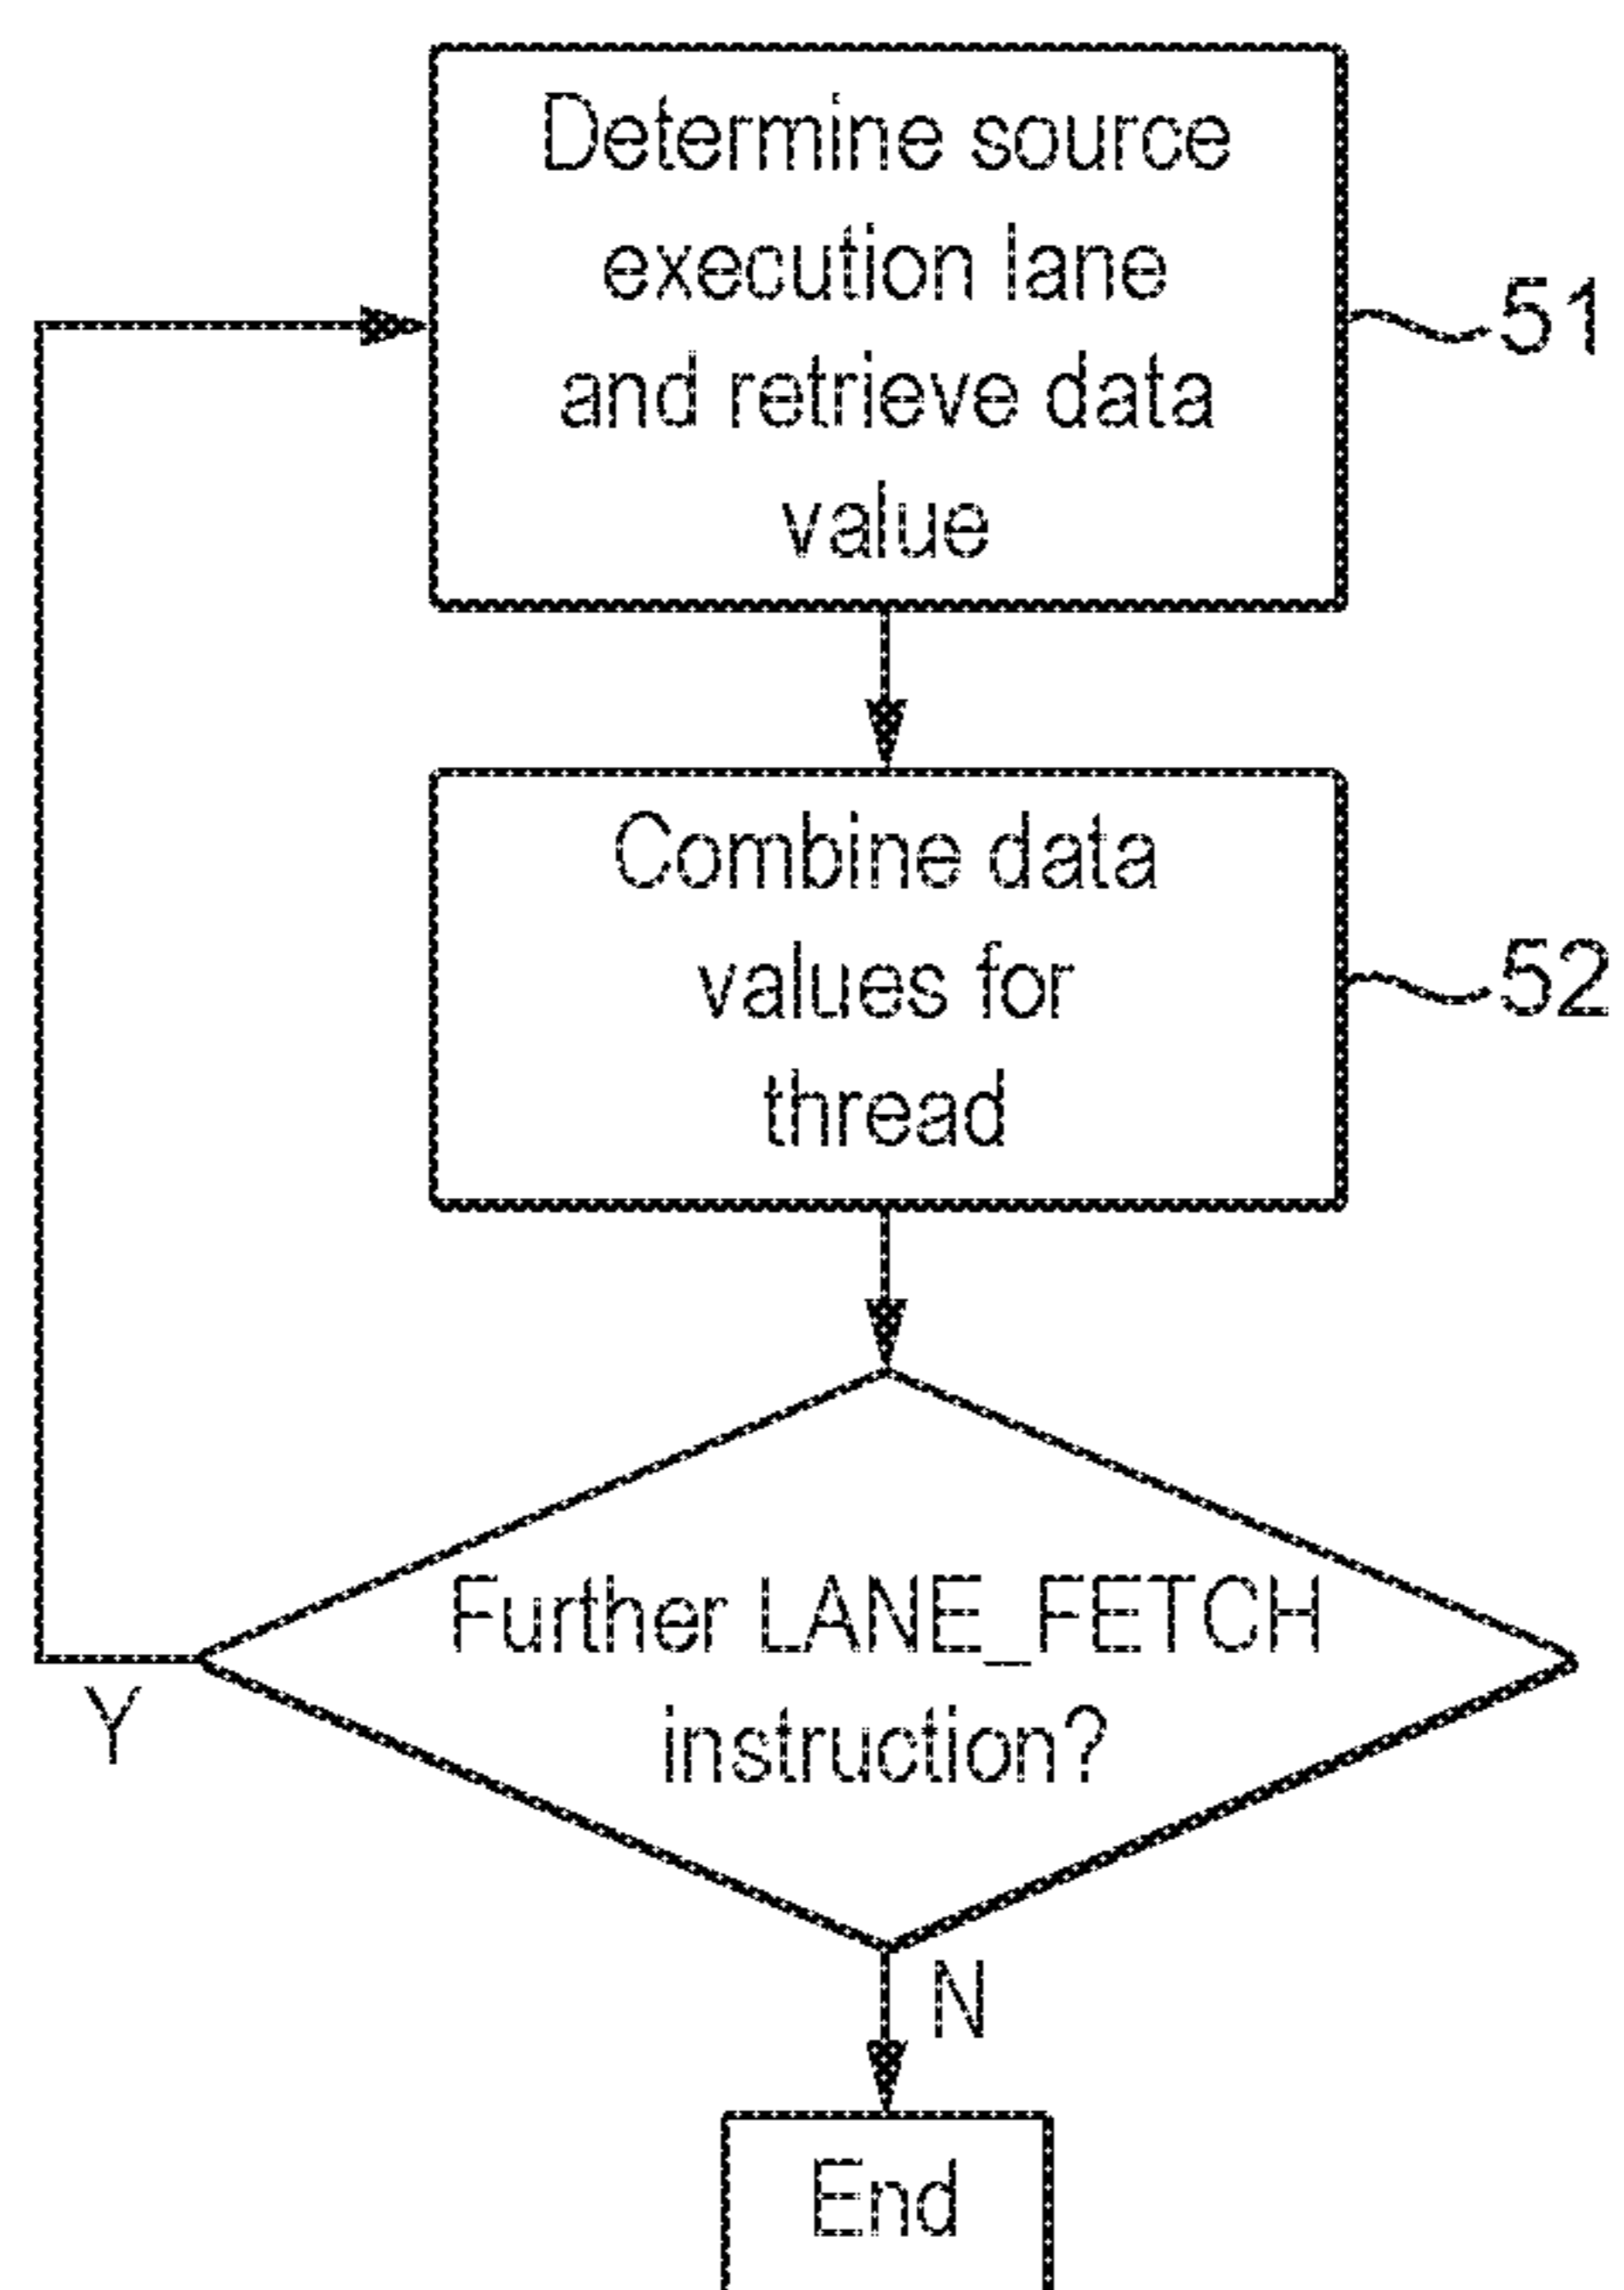 Determine source
execution lane
and retrieve data
value
51
Combine data
values for
thread
52
Further LANE_FETCH
instruction?
Y
N
End